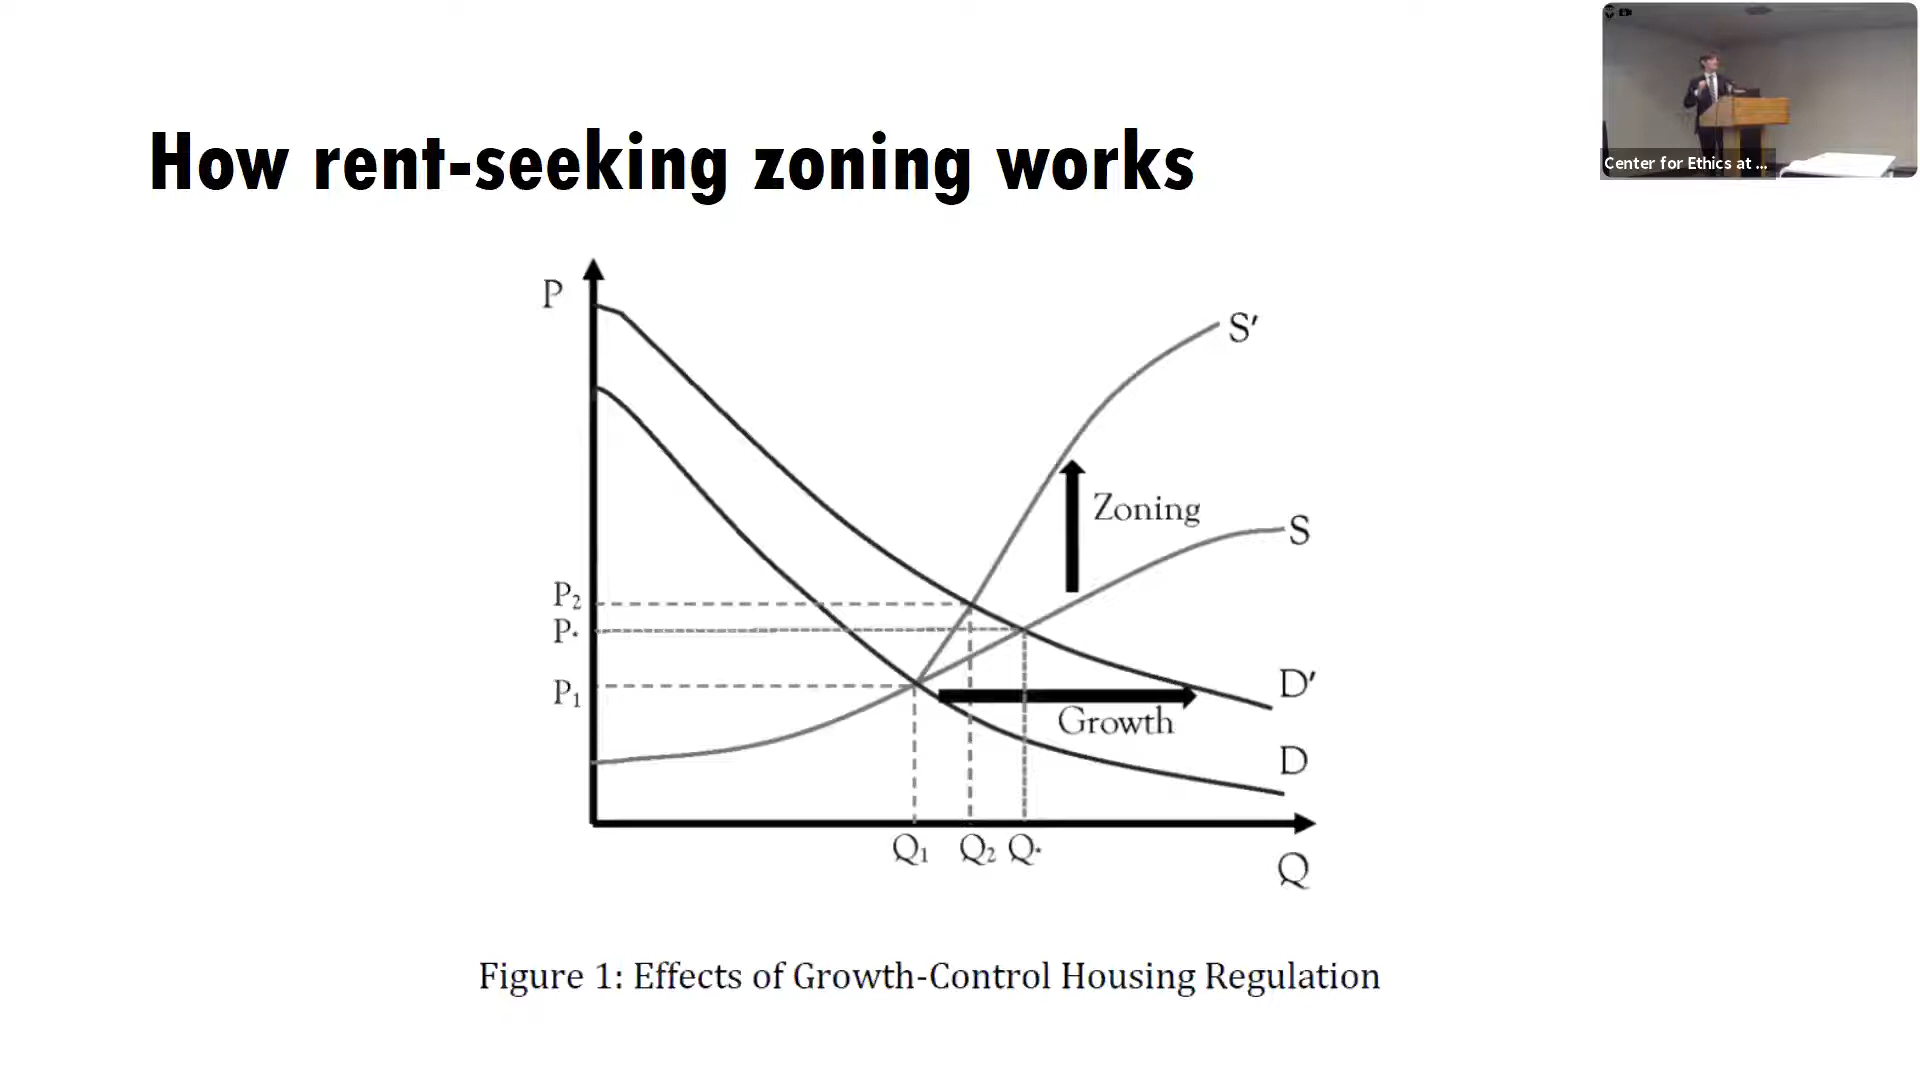 Center for Ethics at ...
How rent-seeking zoning works
P
S'
Zoning
S
P2
P*
P1
Growth
D'
D
Q1 Q2 Q*
Q
Figure 1: Effects of Growth-Control Housing Regulation